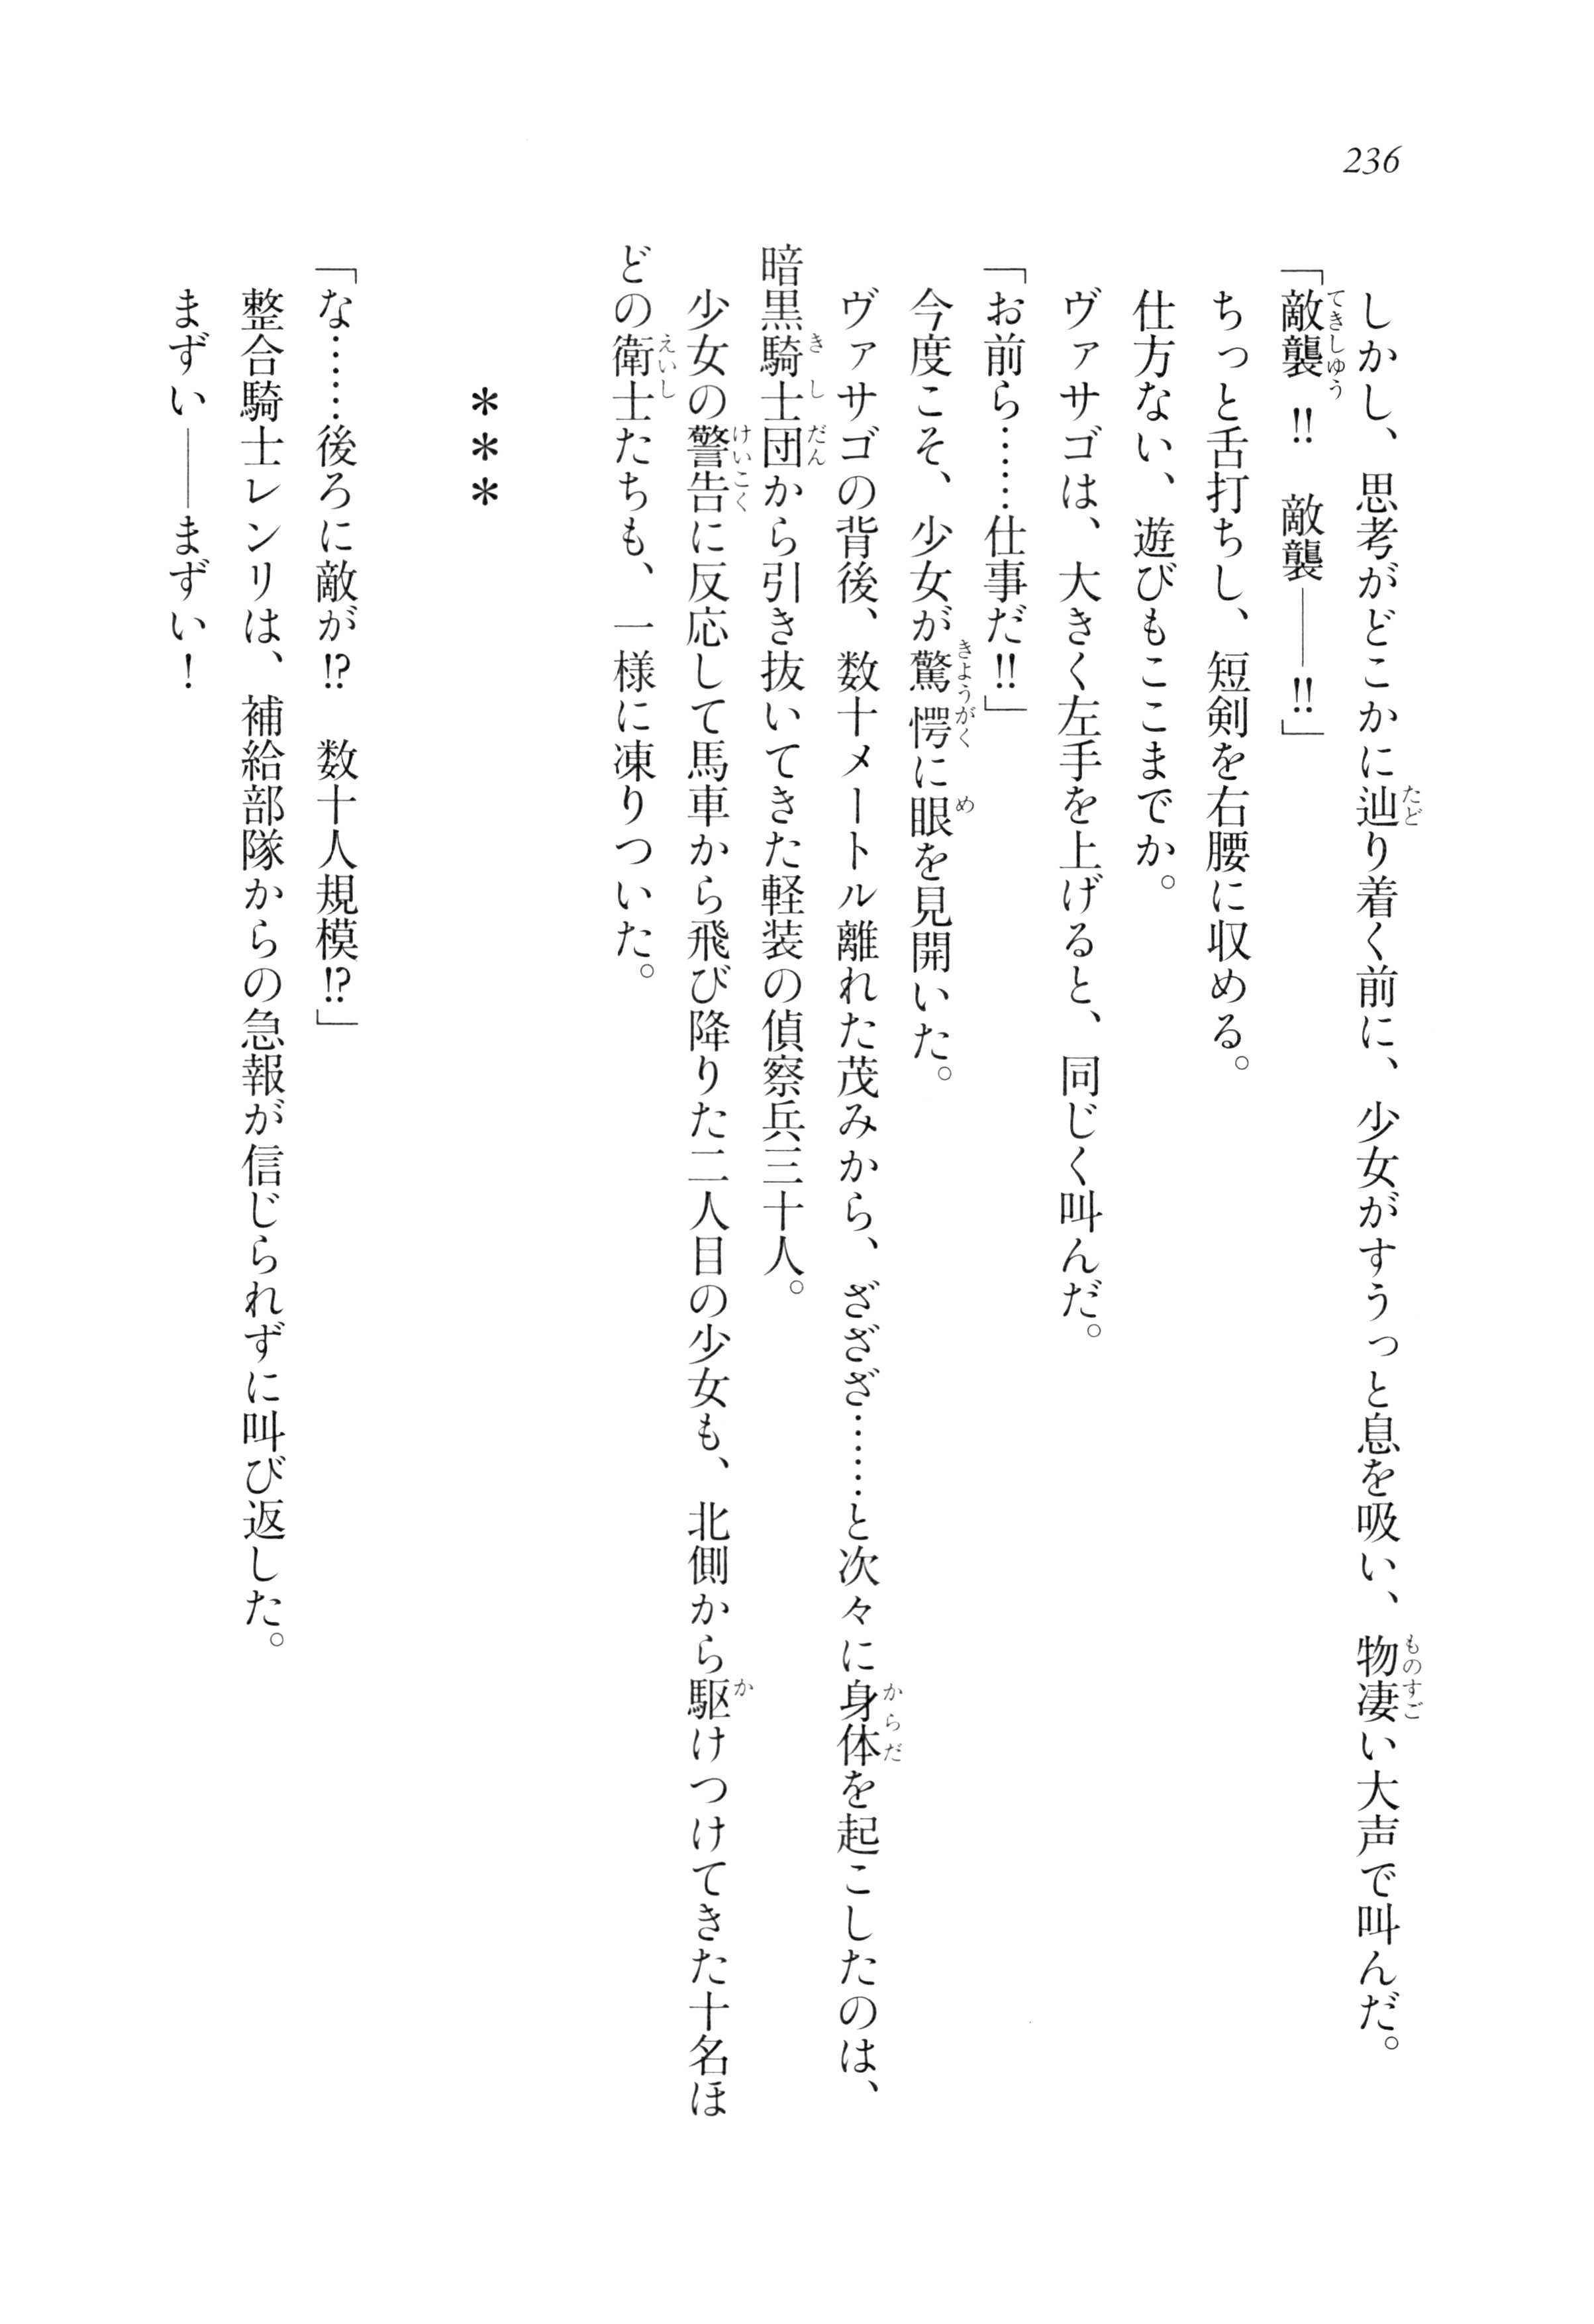 236
しかし、思考がどこかに辿り着く前に、少女がすうっと息を吸い、物凄い大声で叫んだ。
「敵襲‼　敵襲――‼」
ちっと舌打ちし、短剣を右腰に収める。
仕方ない、遊びもここまでか。
ヴァサゴは、大きく左手を上げると、同じく叫んだ。
「お前ら……仕事だ‼」
今度こそ、少女が驚愕に眼を見開いた。
ヴァサゴの背後、数十メートル離れた茂みから、ざざざ……と次々に身体を起こしたのは、
暗黒騎士団から引き抜いてきた軽装の偵察兵三十人。
少女の警告に反応して馬車から飛び降りた二人目の少女も、北側から駆けつけてきた十名ほ
どの衛士たちも、一様に凍りついた。
＊＊＊
「な……後ろに敵が⁉　数十人規模⁉」
整合騎士レンリは、補給部隊からの急報が信じられずに叫び返した。
まずい――まずい！